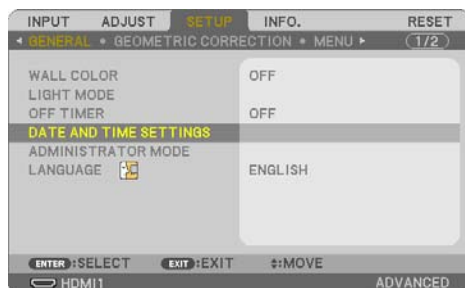 INPUT ADJUST SETUP INFO. RESET
GENERAL • GEOMETRIC CORRECTION • MENU 1/2
WALL COLOR OFF
LIGHT MODE
OFF TIMER OFF
DATE AND TIME SETTINGS
ADMINISTRATOR MODE
LANGUAGE ENGLISH
ENTER :SELECT EXIT :EXIT :MOVE
HDMI1 ADVANCED